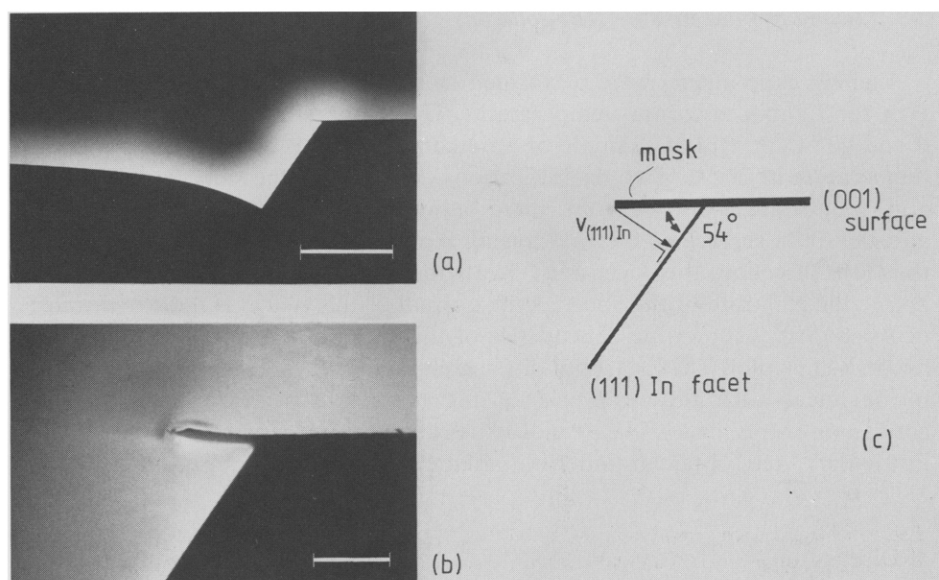 (a)
(b)
mask
(001)
surface
V(111) In
54°
(111) In facet
(c)